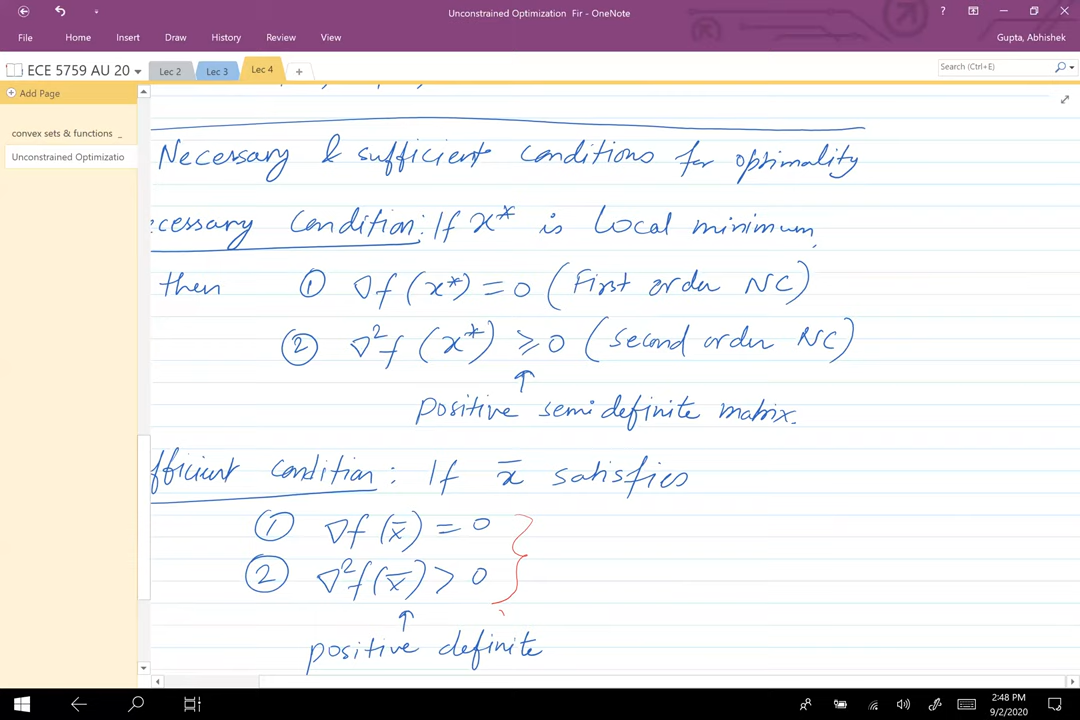 Unconstrained Optimization Fir - OneNote
?
File Home Insert Draw History Review View
Gupta, Abhishek
ECE 5759 AU 20
Lec 2
Lec 3
Lec 4
+
Search (Ctrl+E)
Add Page
convex sets & functions
Unconstrained Optimizatio
Necessary & sufficient conditions for optimality
ecessary Condition: If x* is local minimum,
then ① ∇f(x*) = 0 (First order NC)
② ∇²f(x*) ≥ 0 (Second order NC)
↑
positive semidefinite matrix.
fficient condition: If x̄ satisfies
① ∇f(x̄) = 0
② ∇²f(x̄) > 0
↑
positive definite
2:48 PM
9/2/2020